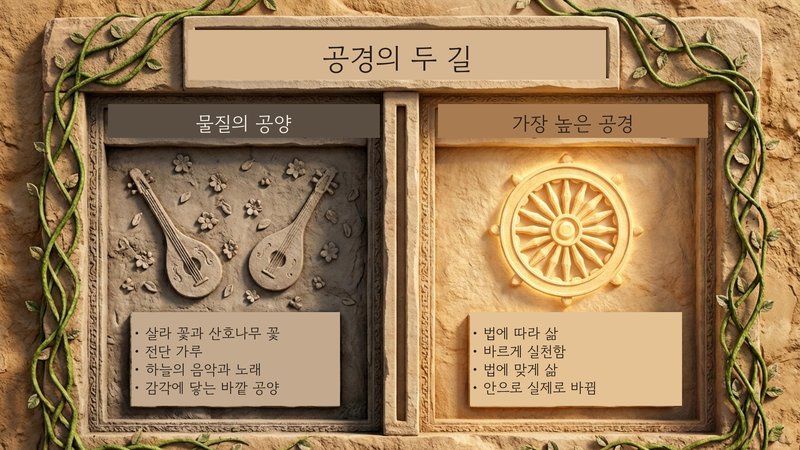 공경의 두 길
물질의 공양
• 살라 꽃과 산호나무 꽃
• 전단 가루
• 하늘의 음악과 노래
• 감각에 닿는 바깥 공양
가장 높은 공경
• 법에 따라 삶
• 바르게 실천함
• 법에 맞게 삶
• 안으로 실제로 바뀜